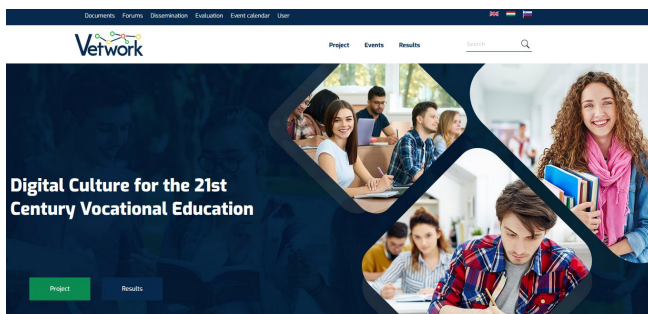 Documents Forums Dissemination Evaluation Event calendar User
Vetwork
Project Events Results Search
Digital Culture for the 21st
Century Vocational Education
Project Results